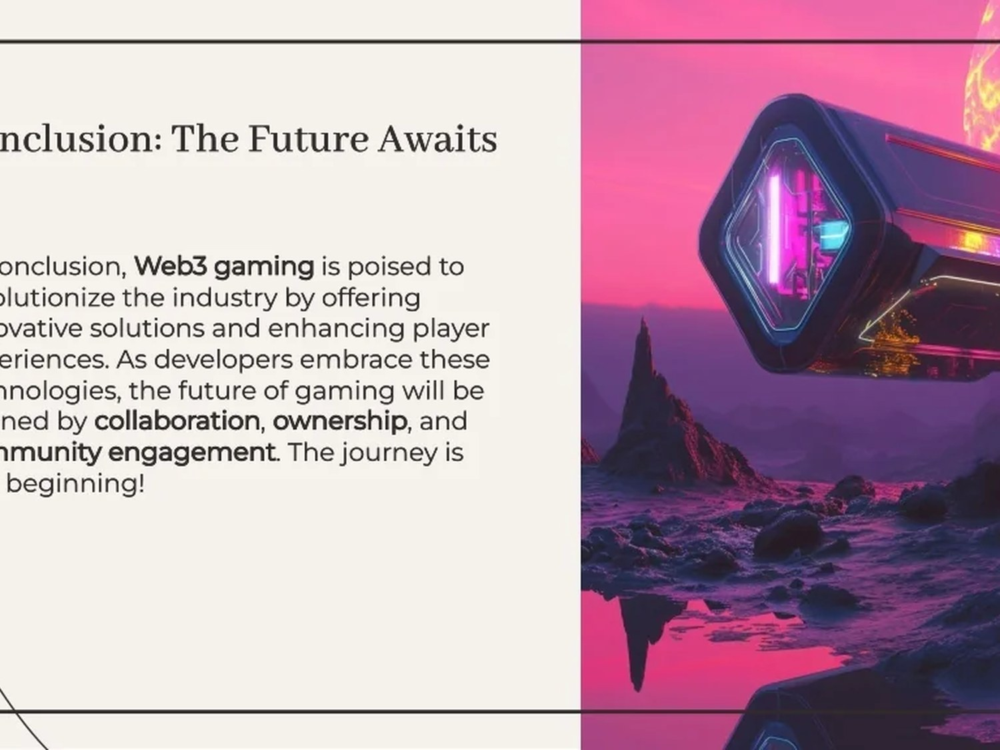 nclusion: The Future Awaits
onclusion, Web3 gaming is poised to
olutionize the industry by offering
ovative solutions and enhancing player
eriences. As developers embrace these
hnologies, the future of gaming will be
ned by collaboration, ownership, and
mmunity engagement. The journey is
beginning!